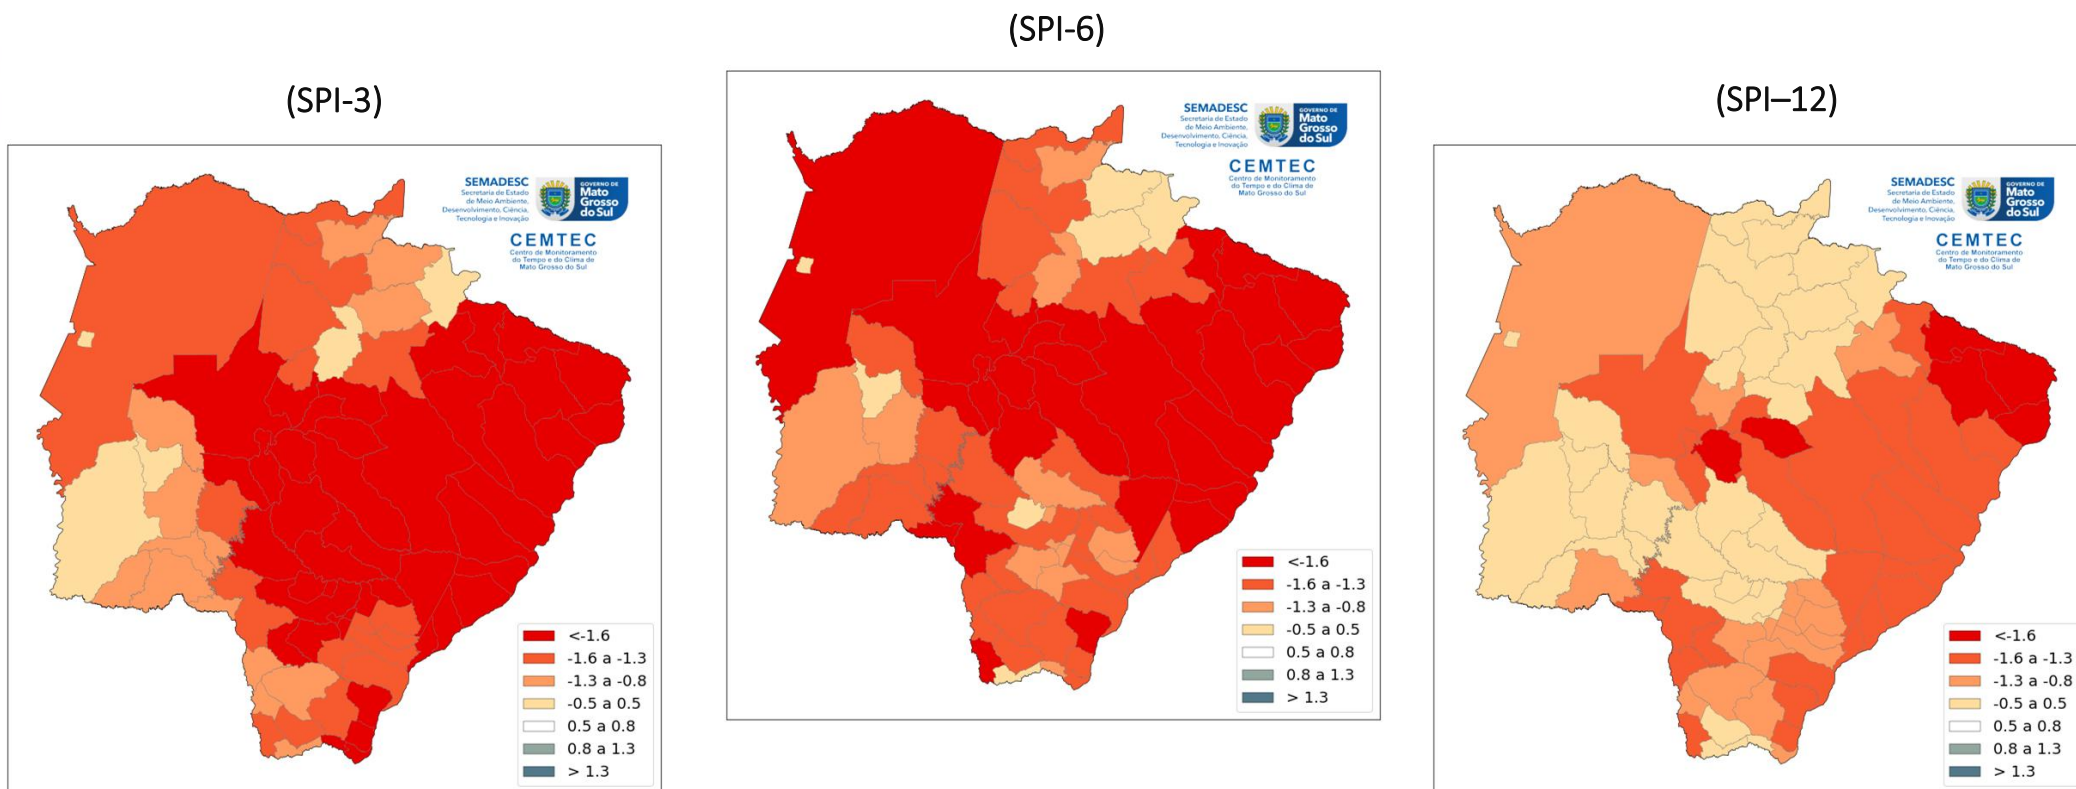 (SPI-3)
SEMADESC
Secretaria de Estado
de Meio Ambiente,
Desenvolvimento, Ciência,
Tecnologia e Inovação
GOVERNO DE
Mato
Grosso
do Sul
CEMTEC
Centro de Monitoramento
do Tempo e do Clima de
Mato Grosso do Sul
<-1.6
-1.6 a -1.3
-1.3 a -0.8
-0.5 a 0.5
0.5 a 0.8
0.8 a 1.3
> 1.3
(SPI-6)
SEMADESC
Secretaria de Estado
de Meio Ambiente,
Desenvolvimento, Ciência,
Tecnologia e Inovação
GOVERNO DE
Mato
Grosso
do Sul
CEMTEC
Centro de Monitoramento
do Tempo e do Clima de
Mato Grosso do Sul
<-1.6
-1.6 a -1.3
-1.3 a -0.8
-0.5 a 0.5
0.5 a 0.8
0.8 a 1.3
> 1.3
(SPI–12)
SEMADESC
Secretaria de Estado
de Meio Ambiente,
Desenvolvimento, Ciência,
Tecnologia e Inovação
GOVERNO DE
Mato
Grosso
do Sul
CEMTEC
Centro de Monitoramento
do Tempo e do Clima de
Mato Grosso do Sul
<-1.6
-1.6 a -1.3
-1.3 a -0.8
-0.5 a 0.5
0.5 a 0.8
0.8 a 1.3
> 1.3